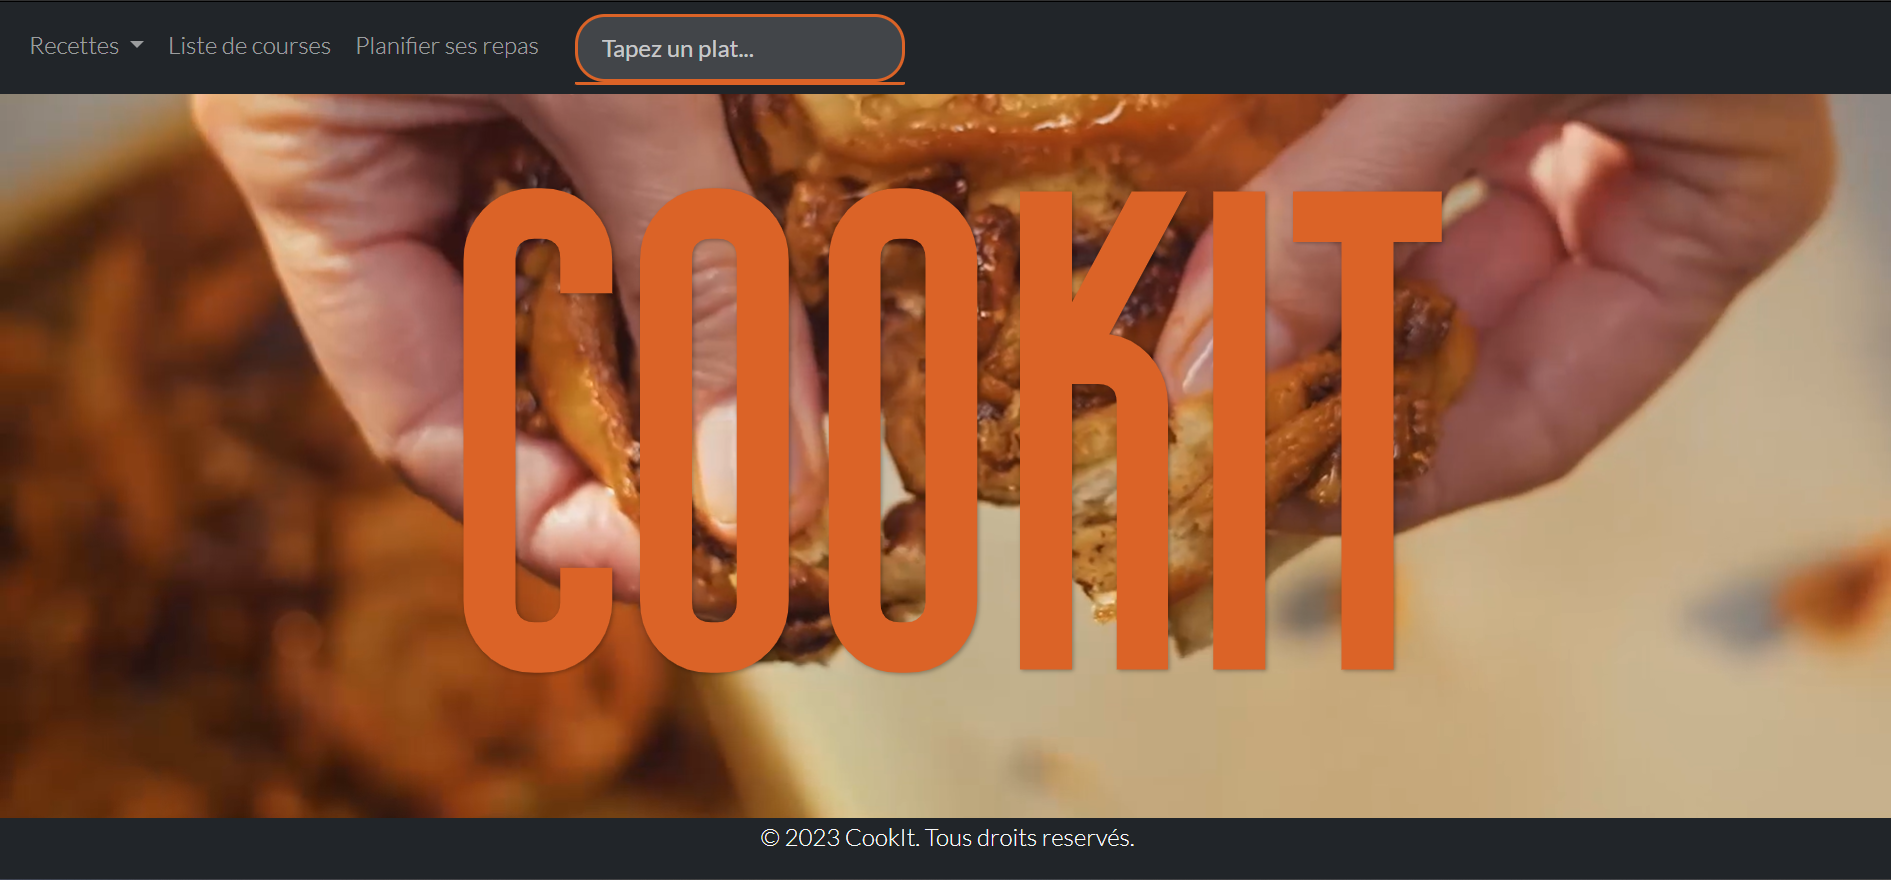 Recettes Liste de courses Planifier ses repas Tapez un plat...
COOKIT
© 2023 CookIt. Tous droits reservés.